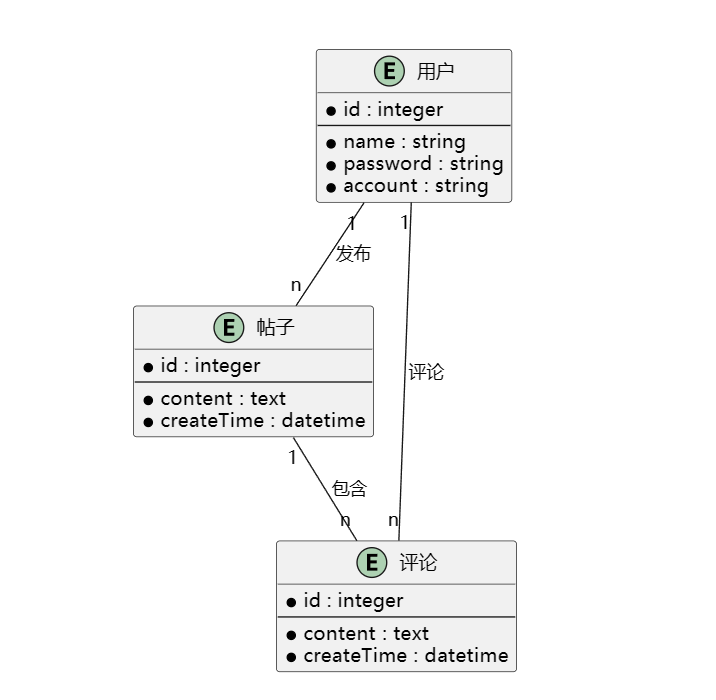 E 用户
id : integer
name : string
password : string
account : string
1
1
发布
n
E 帖子
id : integer
content : text
createTime : datetime
评论
1
包含
n
n
E 评论
id : integer
content : text
createTime : datetime